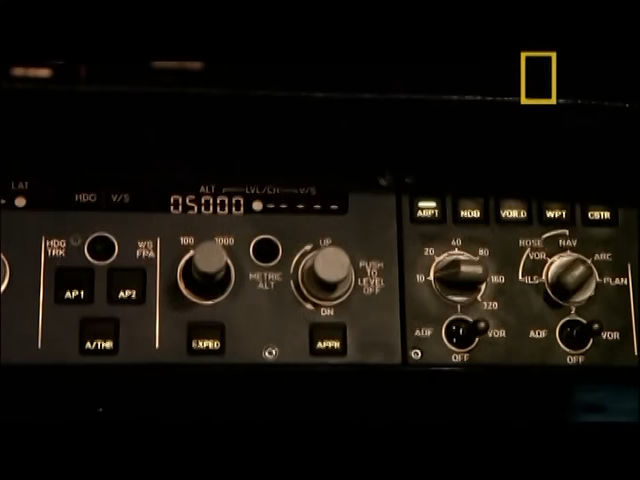 LAT
HDG V/S
ALT LVL/CH V/S
05000
HDG
TRK
V/S
FPA
AP1
AP2
A/THR
100 1000
EXPED
METRIC
ALT
UP
DN
PUSH
TO
LEVEL
OFF
APPR
ARPT
NDB
VOR.D
WPT
CSTR
10
20
40
80
160
320
1
ADF
VOR
OFF
ROSE
NAV
VOR
ILS
ARC
PLAN
2
ADF
VOR
OFF